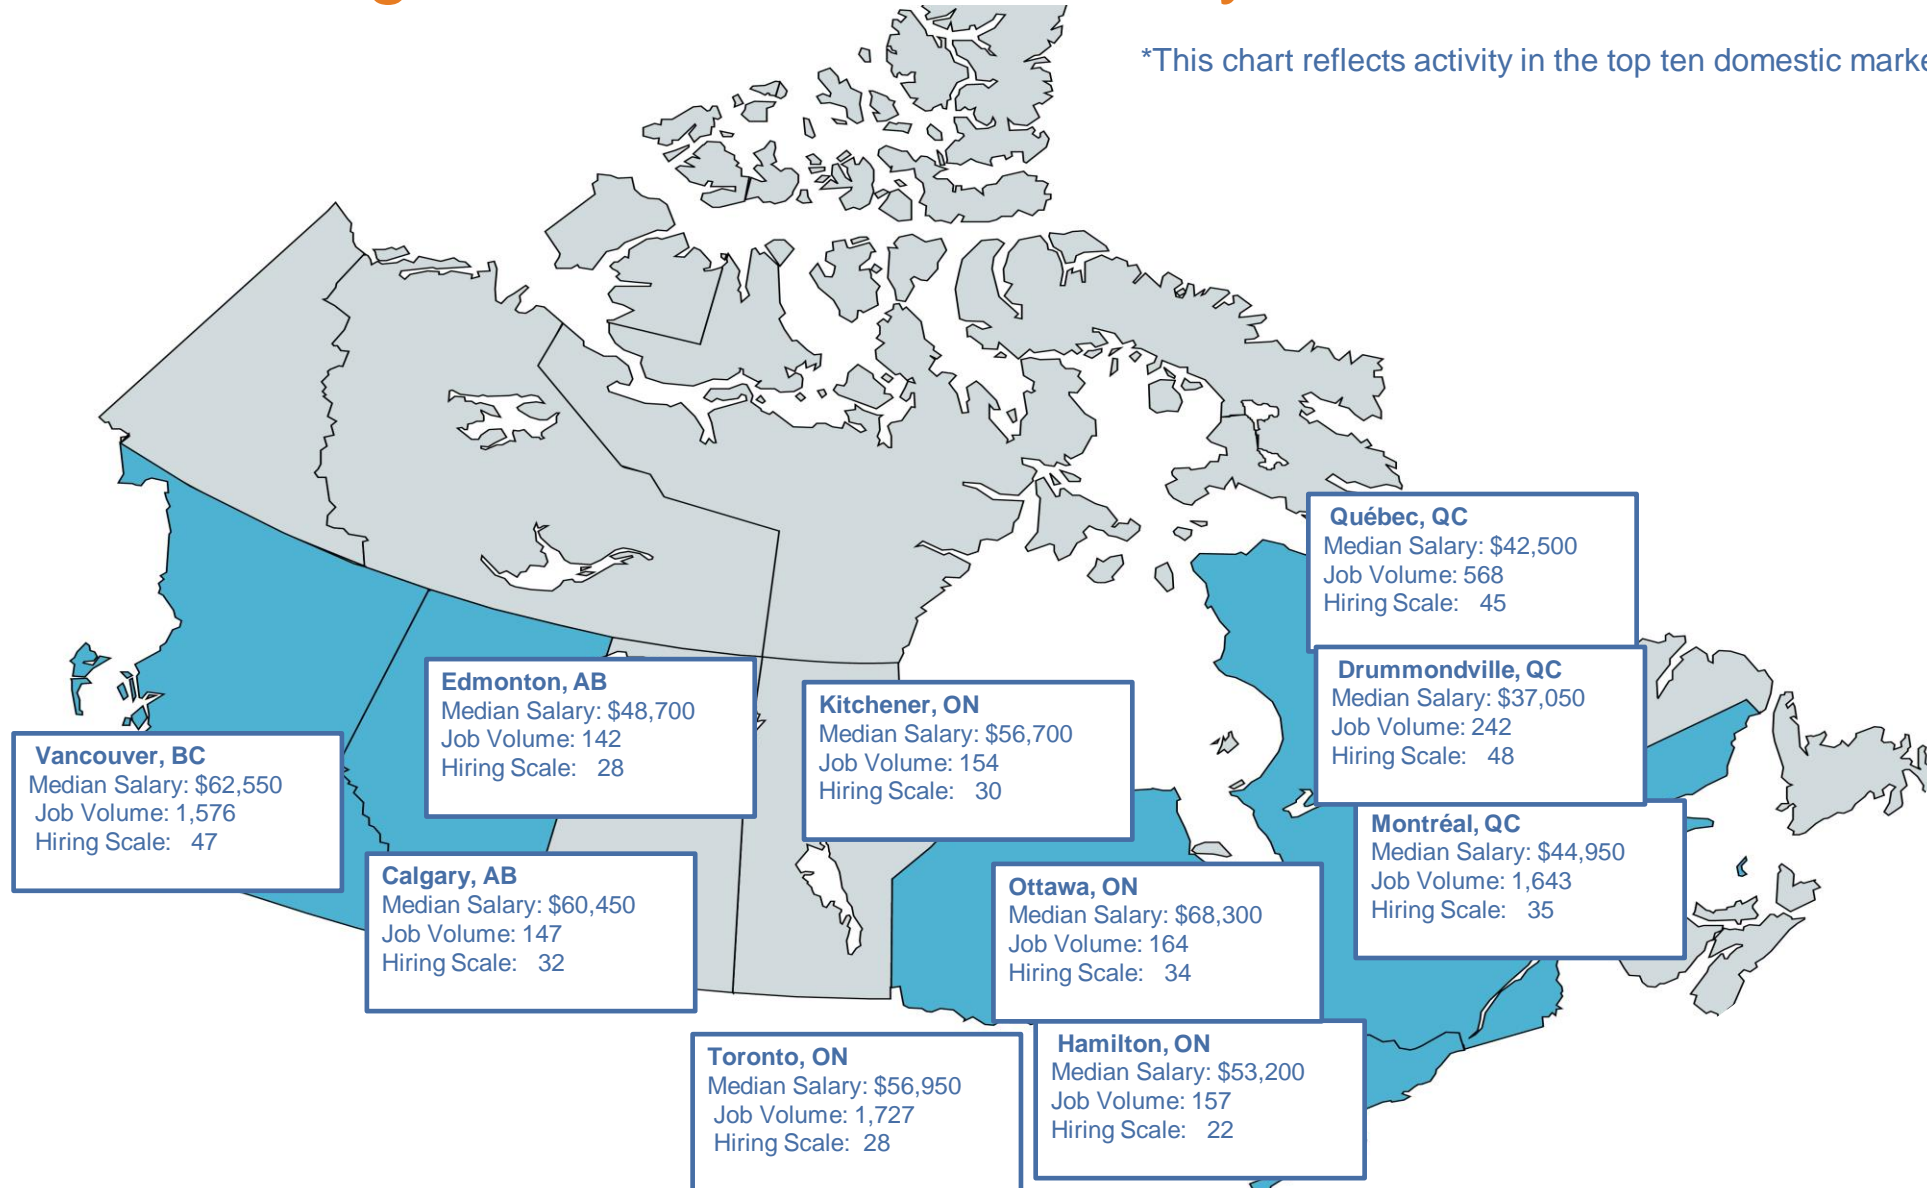 *This chart reflects activity in the top ten domestic
Québec, QC
Median Salary: $42,500
Job Volume: 568
Hiring Scale: 45
Drummondville, QC
Median Salary: $37,050
Job Volume: 242
Hiring Scale: 48
Edmonton, AB
Median Salary: $48,700
Job Volume: 142
Hiring Scale: 28
Kitchener, ON
Median Salary: $56,700
Job Volume: 154
Hiring Scale: 30
Vancouver, BC
Median Salary: $62,550
Job Volume: 1,576
Hiring Scale: 47
Montréal, QC
Median Salary: $44,950
Job Volume: 1,643
Hiring Scale: 35
Calgary, AB
Median Salary: $60,450
Job Volume: 147
Hiring Scale: 32
Ottawa, ON
Median Salary: $68,300
Job Volume: 164
Hiring Scale: 34
Toronto, ON
Median Salary: $56,950
Job Volume: 1,727
Hiring Scale: 28
Hamilton, ON
Median Salary: $53,200
Job Volume: 157
Hiring Scale: 22